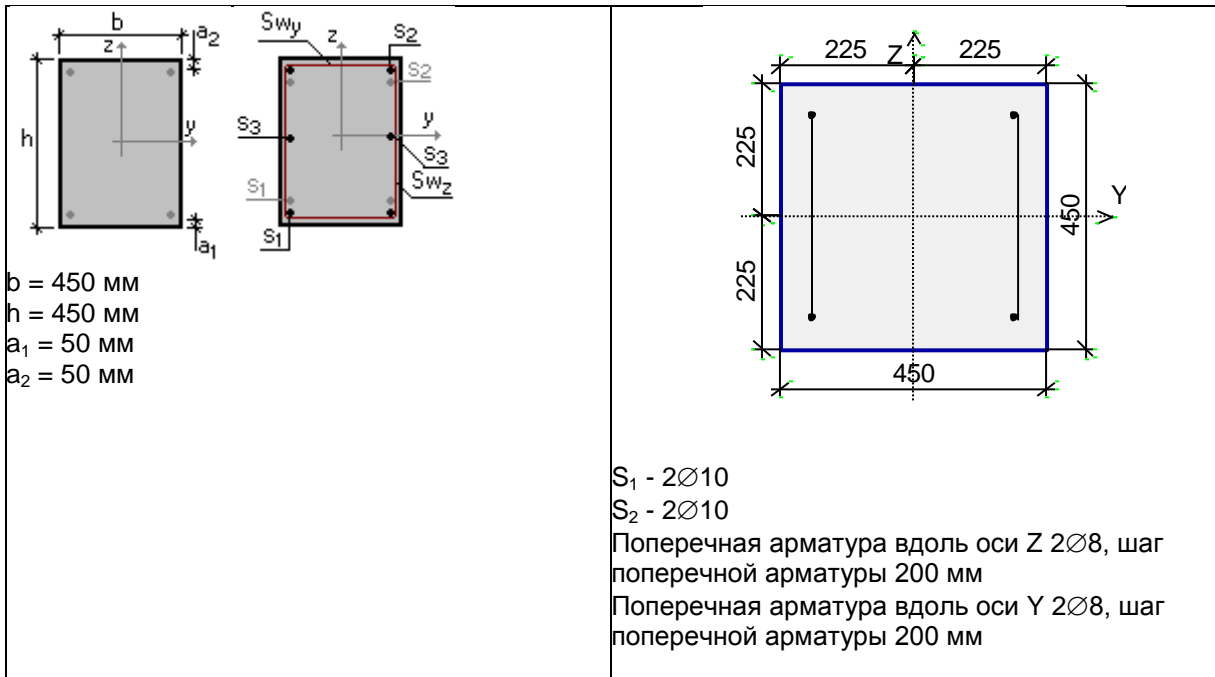 b
a₂
z
h
y
a₁
Swy
z
s₂
s₂
s₃
y
s₃
s₁
Swz
s₁
b = 450 мм
h = 450 мм
a₁ = 50 мм
a₂ = 50 мм
225
Z
225
225
Y
450
225
450
S₁ - 2∅10
S₂ - 2∅10
Поперечная арматура вдоль оси Z 2∅8, шаг
поперечной арматуры 200 мм
Поперечная арматура вдоль оси Y 2∅8, шаг
поперечной арматуры 200 мм